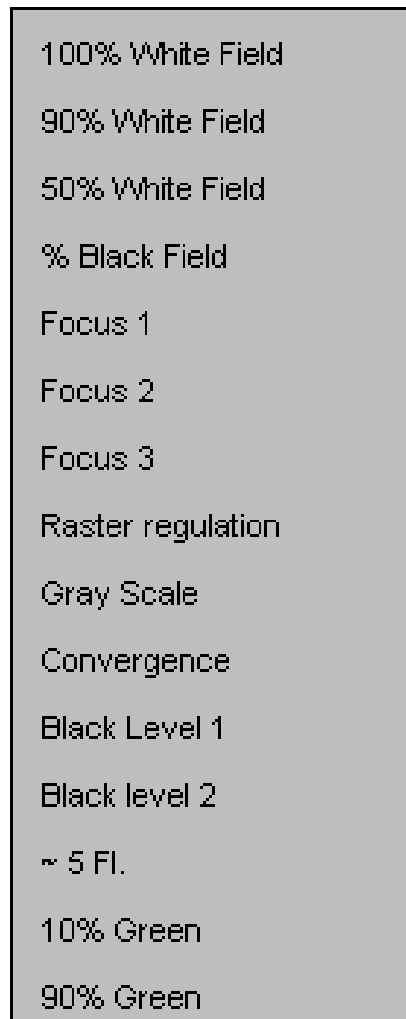 100% White Field
90% White Field
50% White Field
% Black Field
Focus 1
Focus 2
Focus 3
Raster regulation
Gray Scale
Convergence
Black Level 1
Black level 2
~ 5 Fl.
10% Green
90% Green